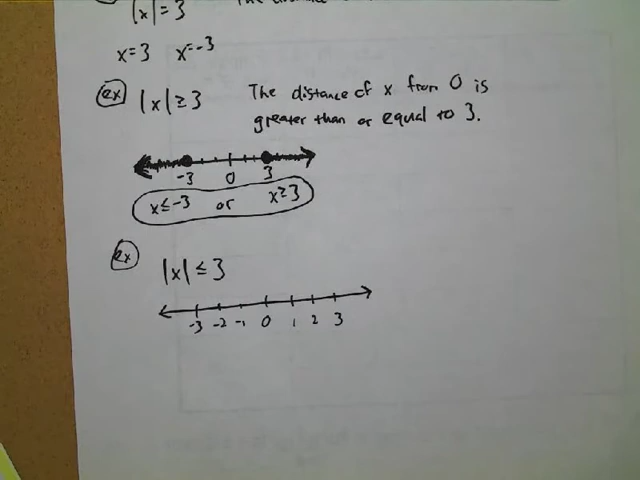 |x| = 3
x = 3 x = -3
ex |x| ≥ 3 The distance of x from 0 is
greater than or equal to 3.
-3 0 3
x ≤ -3 or x ≥ 3
ex
|x| ≤ 3
-3 -2 -1 0 1 2 3